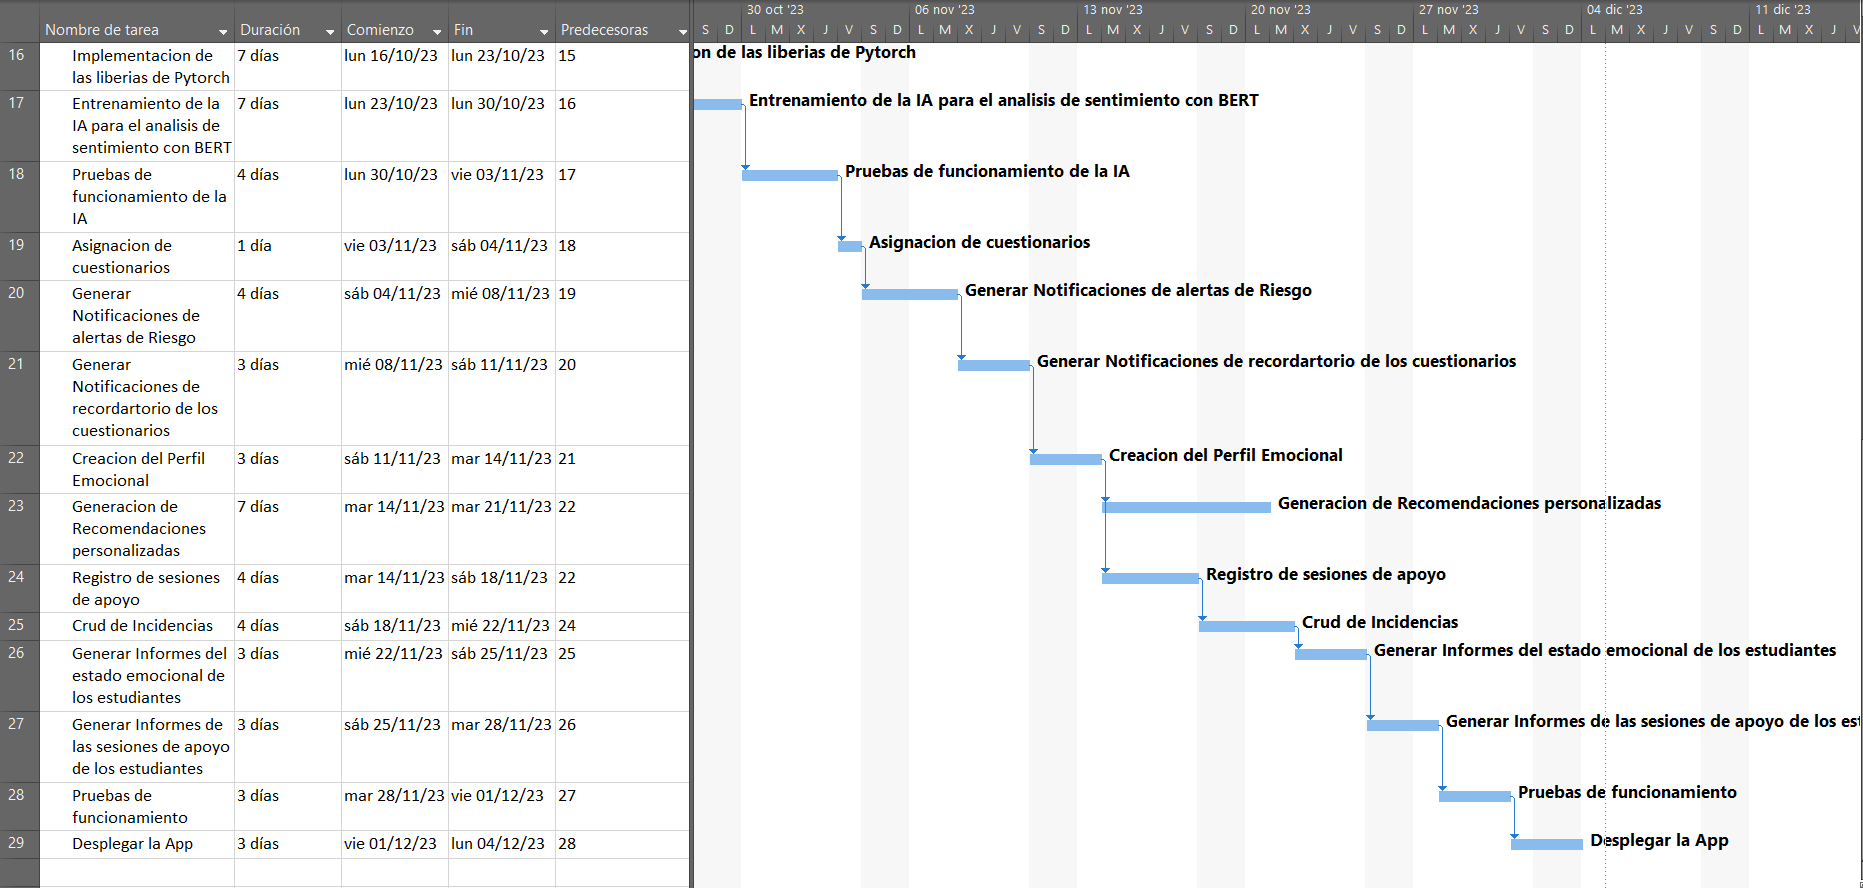 30 oct '23 06 nov '23 13 nov '23 20 nov '23 27 nov '23 04 dic '23 11 dic '23
Nombre de tarea Duración Comienzo Fin Predecesoras S D L M X J V S D L M X J V S D L M X J V S D L M X J V S D L M X J V S D L M X J V S D L M X J V
16 Implementacion de 7 días lun 16/10/23 lun 23/10/23 15 on de las liberias de Pytorch
las liberias de Pytorch
17 Entrenamiento de la 7 días lun 23/10/23 lun 30/10/23 16 Entrenamiento de la IA para el analisis de sentimiento con BERT
IA para el analisis de
sentimiento con BERT
18 Pruebas de 4 días lun 30/10/23 vie 03/11/23 17 Pruebas de funcionamiento de la IA
funcionamiento de la
IA
19 Asignacion de 1 día vie 03/11/23 sáb 04/11/23 18 Asignacion de cuestionarios
cuestionarios
20 Generar 4 días sáb 04/11/23 mié 08/11/23 19 Generar Notificaciones de alertas de Riesgo
Notificaciones de
alertas de Riesgo
21 Generar 3 días mié 08/11/23 sáb 11/11/23 20 Generar Notificaciones de recordartorio de los cuestionarios
Notificaciones de
recordartorio de los
cuestionarios
22 Creacion del Perfil 3 días sáb 11/11/23 mar 14/11/23 21 Creacion del Perfil Emocional
Emocional
23 Generacion de 7 días mar 14/11/23 mar 21/11/23 22 Generacion de Recomendaciones personalizadas
Recomendaciones
personalizadas
24 Registro de sesiones 4 días mar 14/11/23 sáb 18/11/23 22 Registro de sesiones de apoyo
de apoyo
25 Crud de Incidencias 4 días sáb 18/11/23 mié 22/11/23 24 Crud de Incidencias
26 Generar Informes del 3 días mié 22/11/23 sáb 25/11/23 25 Generar Informes del estado emocional de los estudiantes
estado emocional de
los estudiantes
27 Generar Informes de 3 días sáb 25/11/23 mar 28/11/23 26 Generar Informes de las sesiones de apoyo de los est
las sesiones de apoyo
de los estudiantes
28 Pruebas de 3 días mar 28/11/23 vie 01/12/23 27 Pruebas de funcionamiento
funcionamiento
29 Desplegar la App 3 días vie 01/12/23 lun 04/12/23 28 Desplegar la App